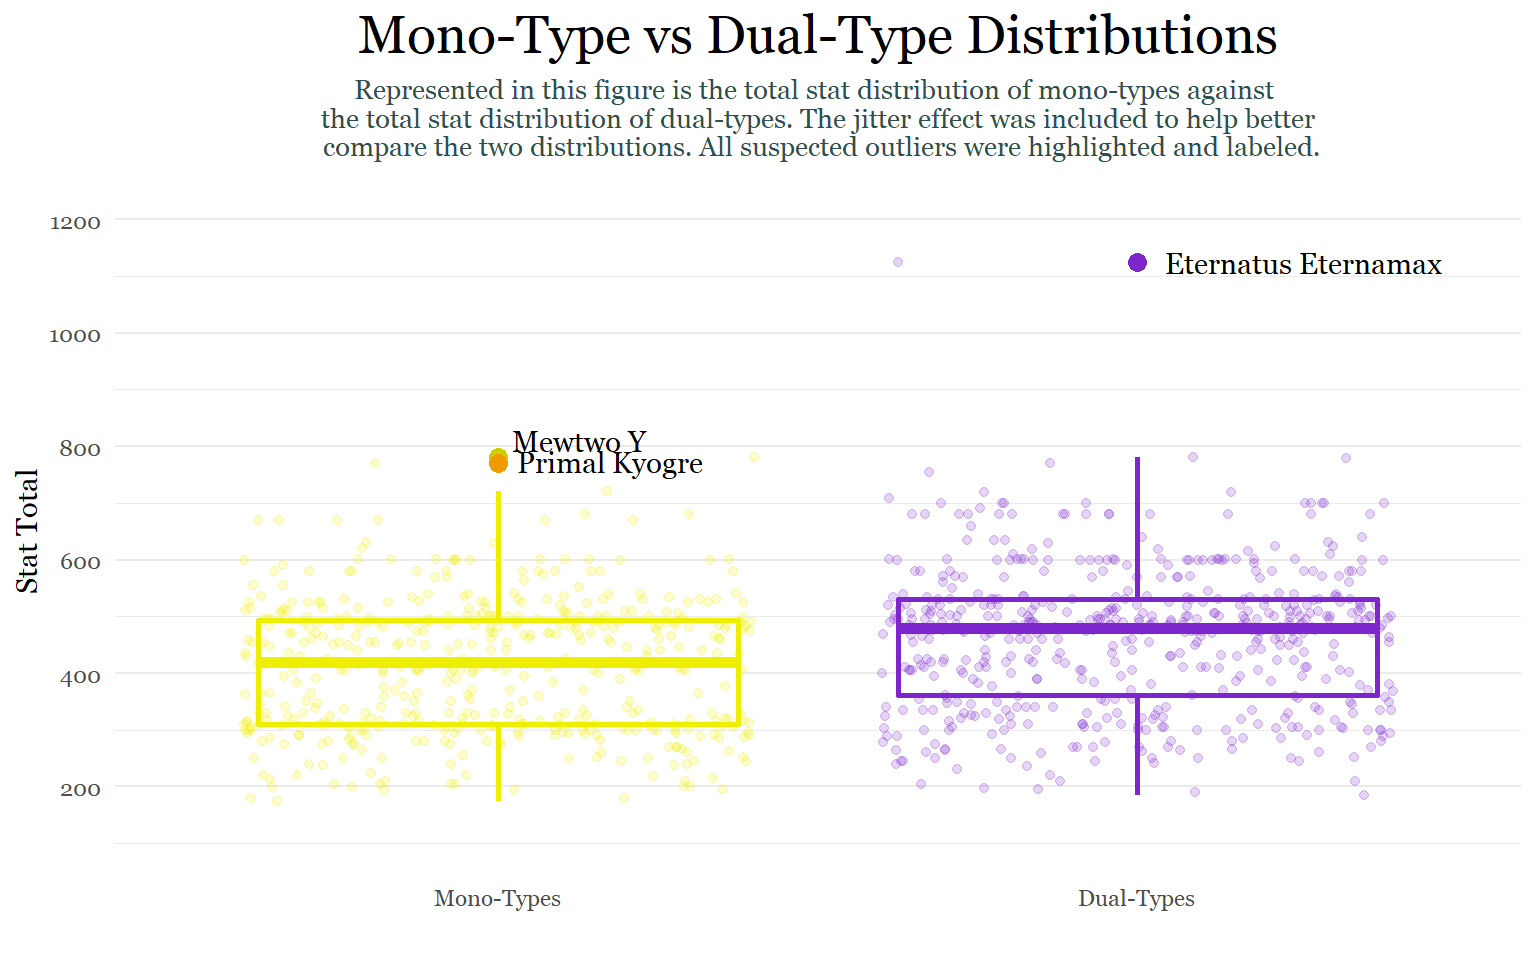 Mono-Type vs Dual-Type Distributions
Represented in this figure is the total stat distribution of mono-types against
the total stat distribution of dual-types. The jitter effect was included to help better
compare the two distributions. All suspected outliers were highlighted and labeled.
1200
Eternatus Eternamax
1000
800
Mewtwo Y
Primal Kyogre
Stat Total
600
400
200
Mono-Types
Dual-Types